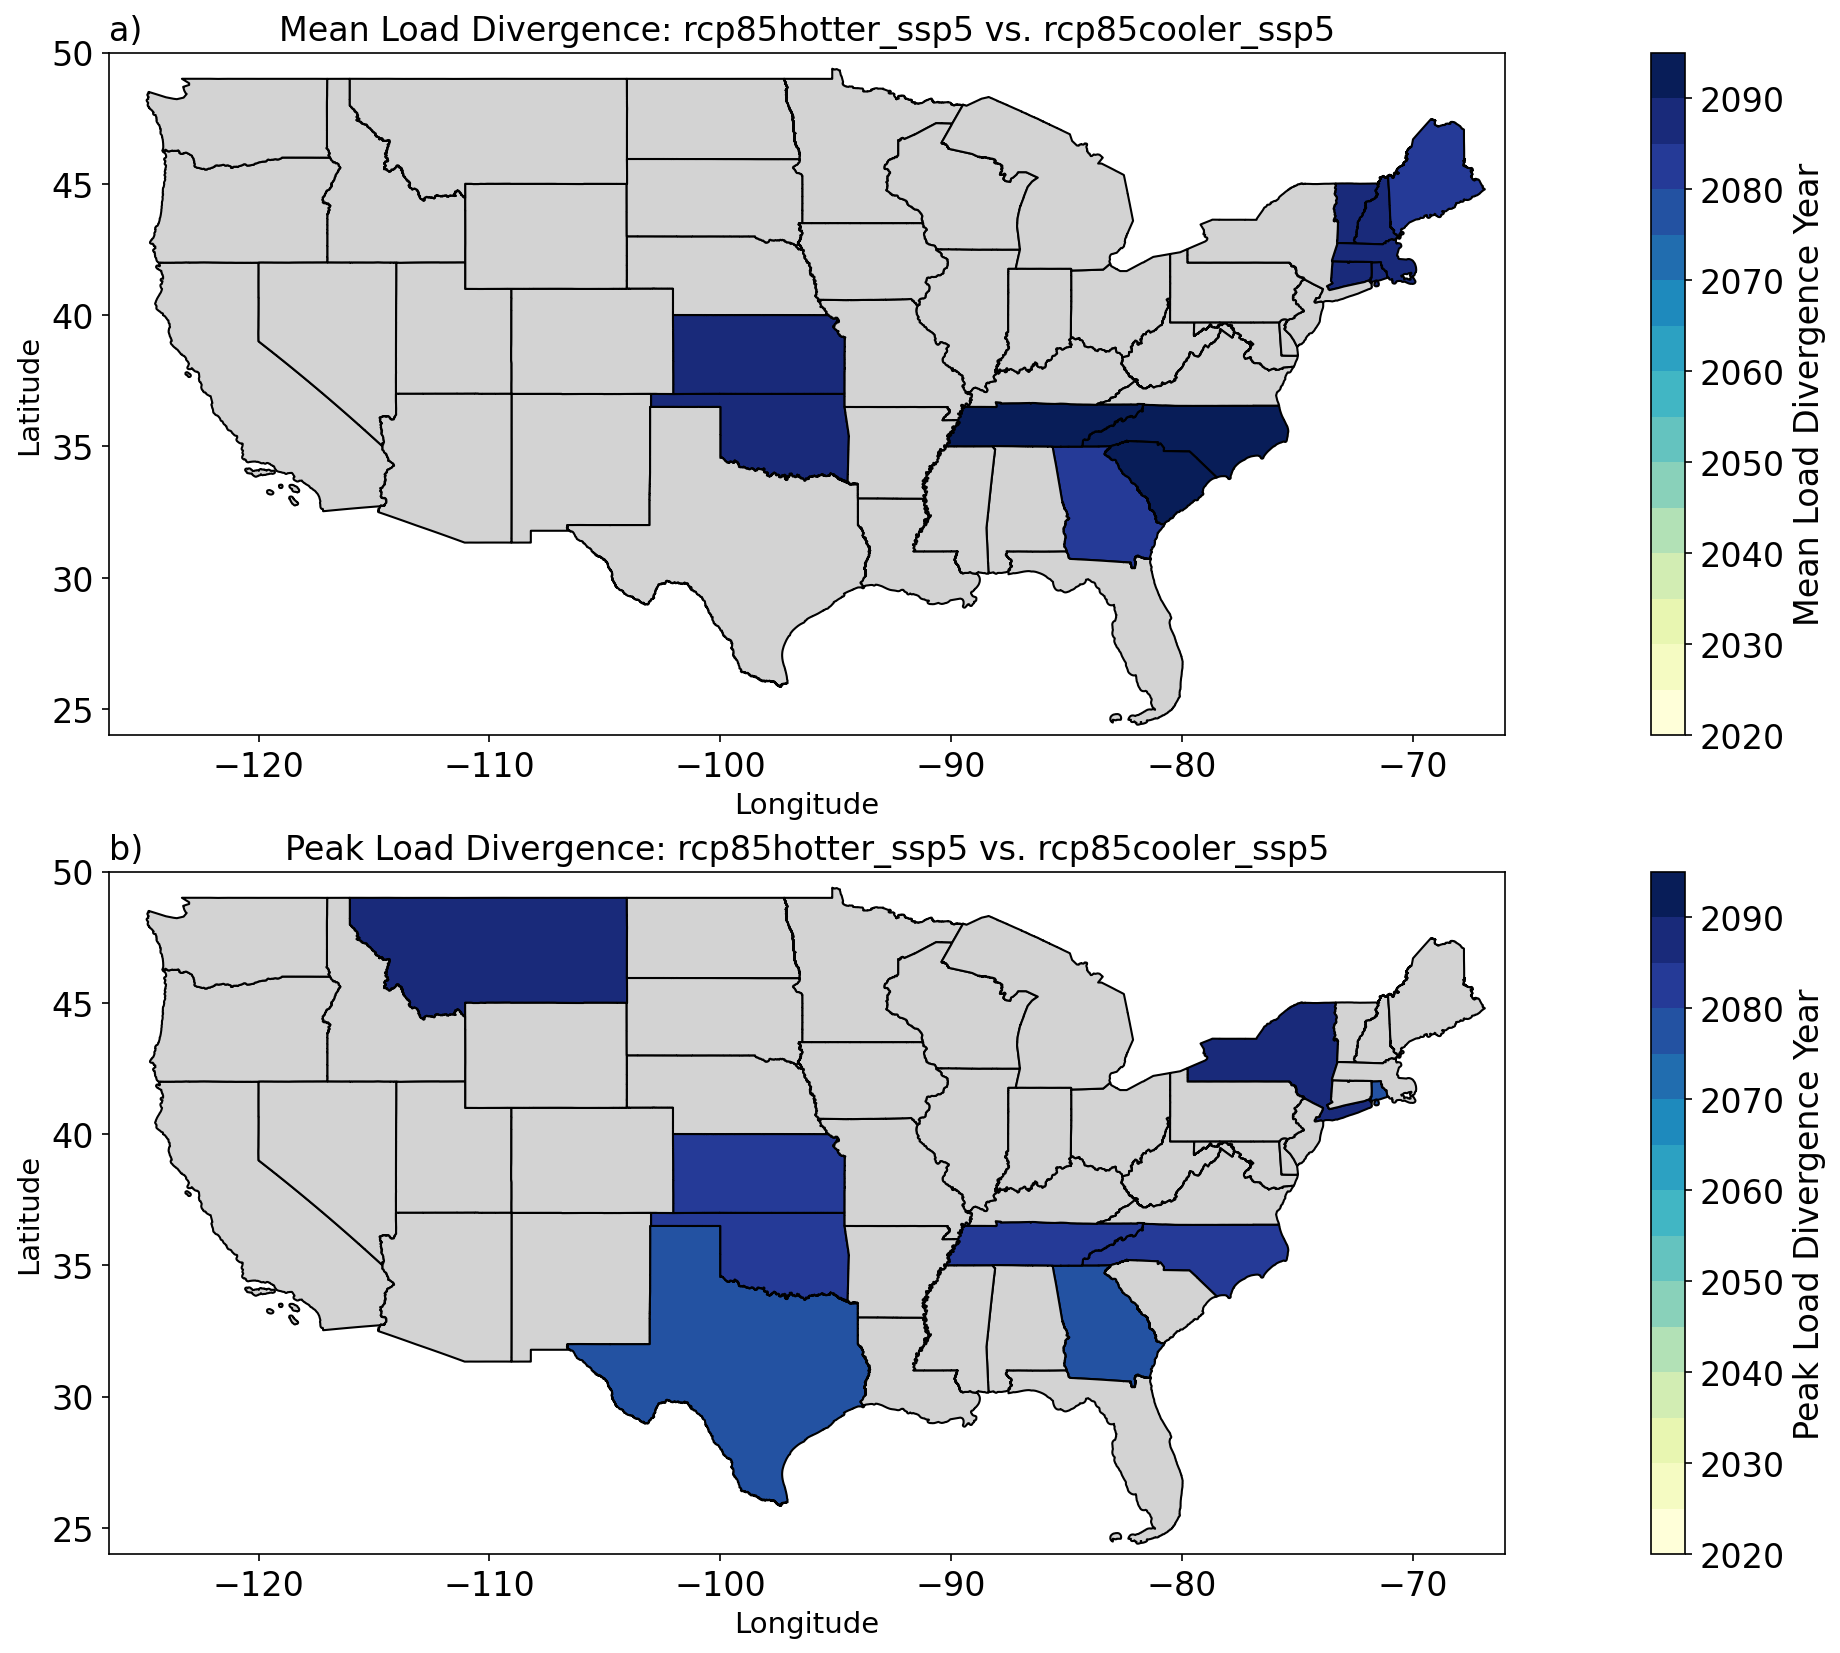 a) Mean Load Divergence: rcp85hotter_ssp5 vs. rcp85cooler_ssp5
50
45
40
35
30
25
Latitude
−120 −110 −100 −90 −80 −70
Longitude
2090
2080
2070
2060
2050
2040
2030
2020
Mean Load Divergence Year
b) Peak Load Divergence: rcp85hotter_ssp5 vs. rcp85cooler_ssp5
50
45
40
35
30
25
Latitude
−120 −110 −100 −90 −80 −70
Longitude
2090
2080
2070
2060
2050
2040
2030
2020
Peak Load Divergence Year